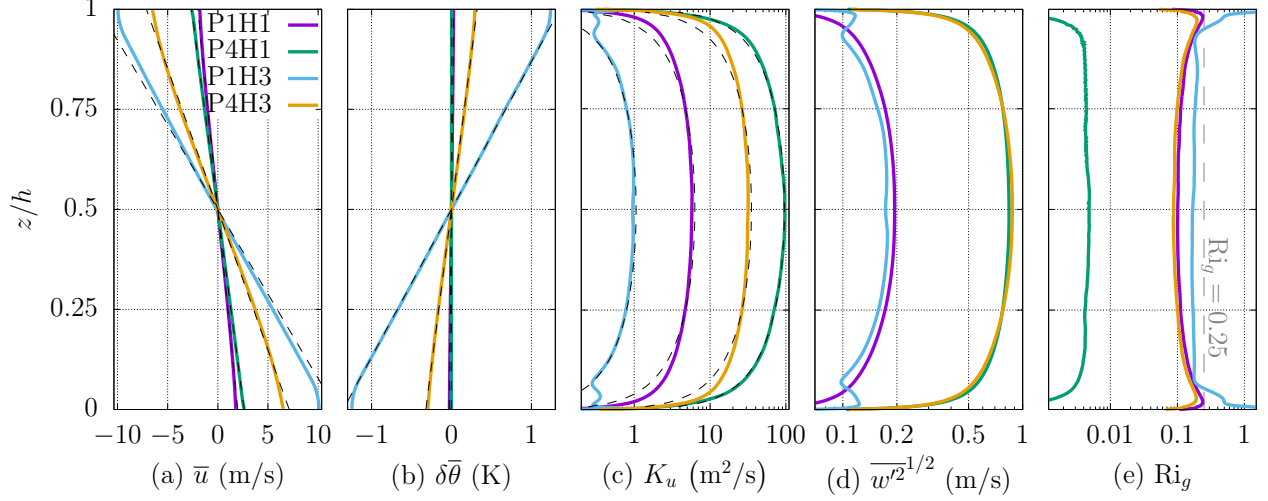 1
0.75
0.5
0.25
0
z/h
P1H1
P4H1
P1H3
P4H3
−10 −5 0 5 10
−1 0 1
1 10 100
0.1 0.2 0.5 1
0.01 0.1 1
Ri_g = 0.25
(a) u̅ (m/s)
(b) δθ̅ (K)
(c) K_u (m²/s)
(d) \overline{w′²}^{1/2} (m/s)
(e) Ri_g